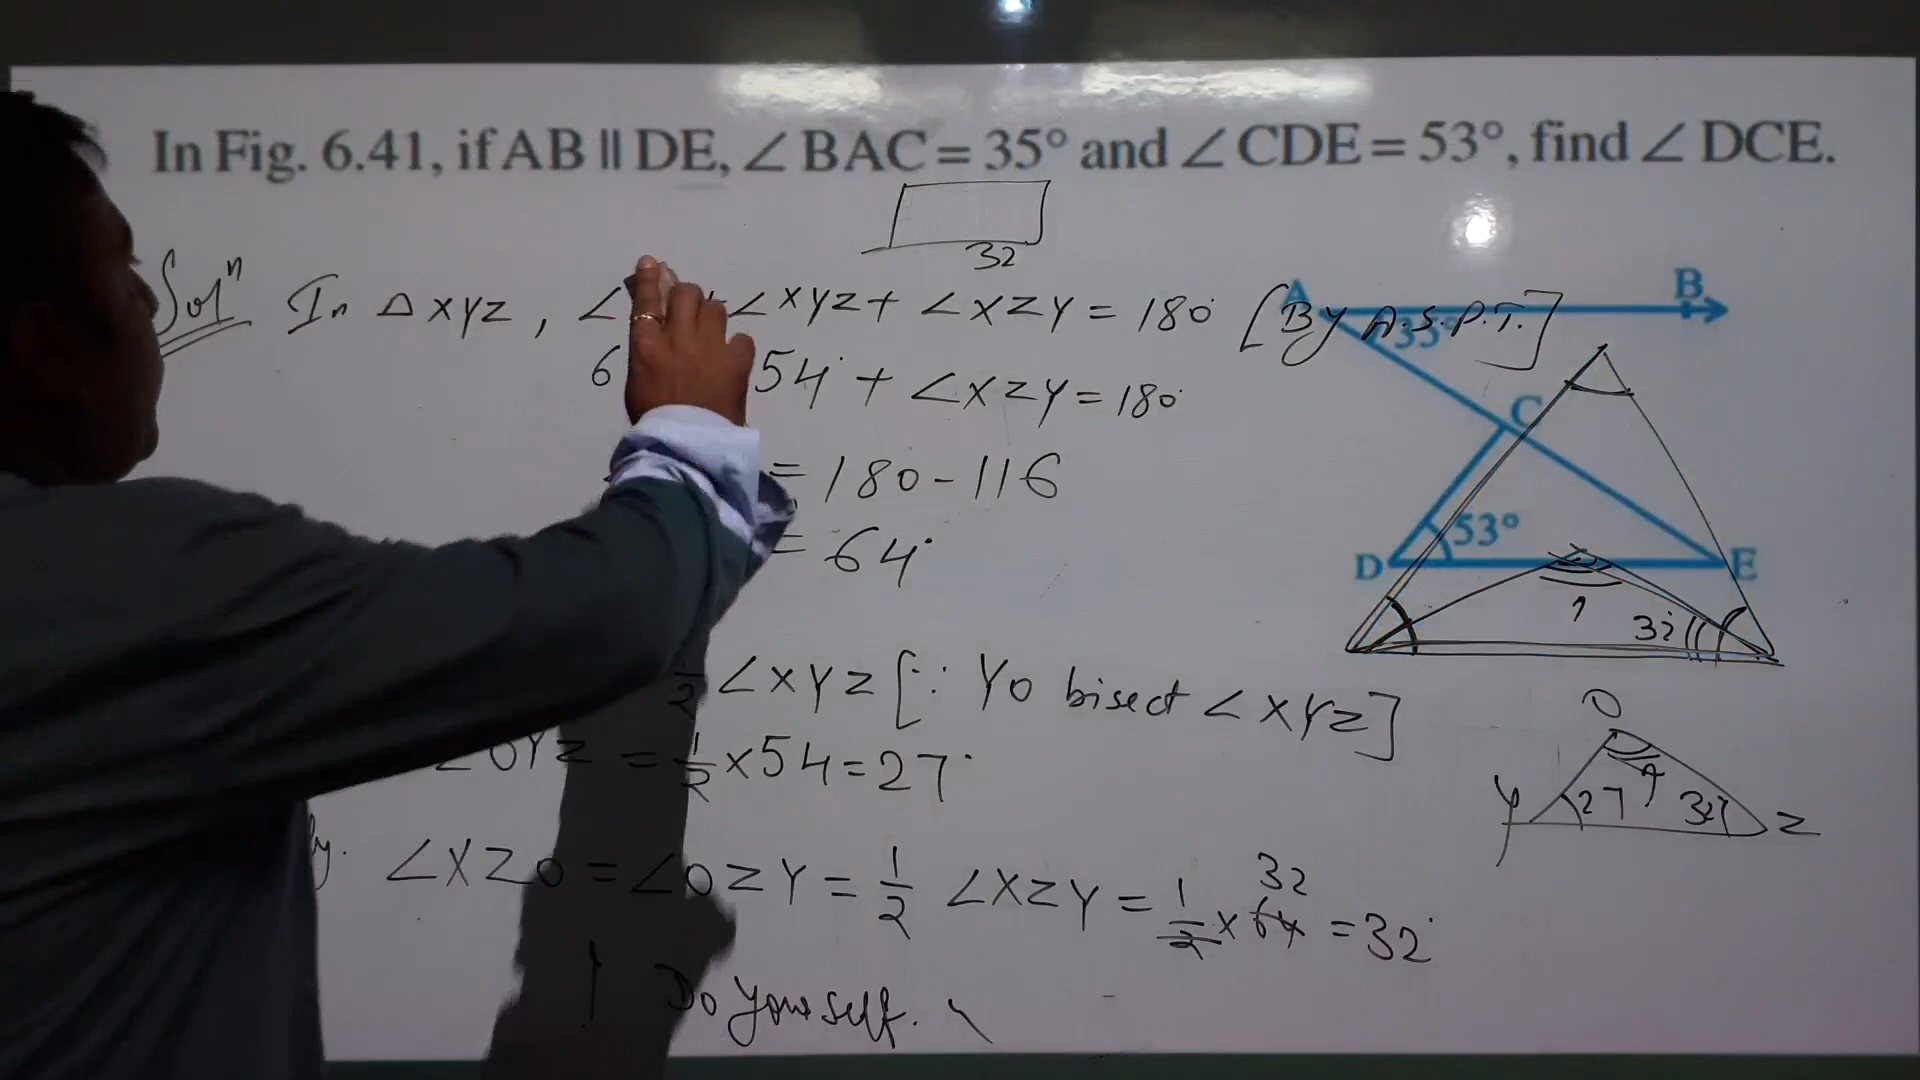 In Fig. 6.41, if AB || DE, ∠ BAC = 35° and ∠ CDE = 53°, find ∠ DCE.
32
Solⁿ In Δ XYZ, ∠ + ∠XYZ + ∠XZY = 180° [By A.S.P.T.]
6 54° + ∠XZY = 180°
= 180 - 116
= 64°
1/2 ∠XYZ [∵ YO bisect ∠XYZ]
∠OYZ = 1/2 × 54 = 27°
ly. ∠XZO = ∠OZY = 1/2 ∠XZY = 1/2 × 64 = 32°
32
Do yourself.
A B
35°
C
53°
D E
? 32
O
?
Y 27 32 Z